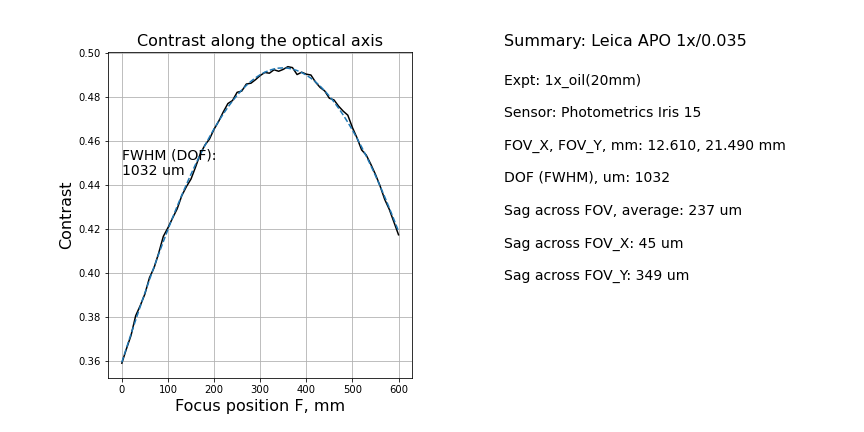 Contrast along the optical axis
0.50
0.48
0.46
0.44
0.42
0.40
0.38
0.36
Contrast
FWHM (DOF):
1032 um
0 100 200 300 400 500 600
Focus position F, mm
Summary: Leica APO 1x/0.035
Expt: 1x_oil(20mm)
Sensor: Photometrics Iris 15
FOV_X, FOV_Y, mm: 12.610, 21.490 mm
DOF (FWHM), um: 1032
Sag across FOV, average: 237 um
Sag across FOV_X: 45 um
Sag across FOV_Y: 349 um